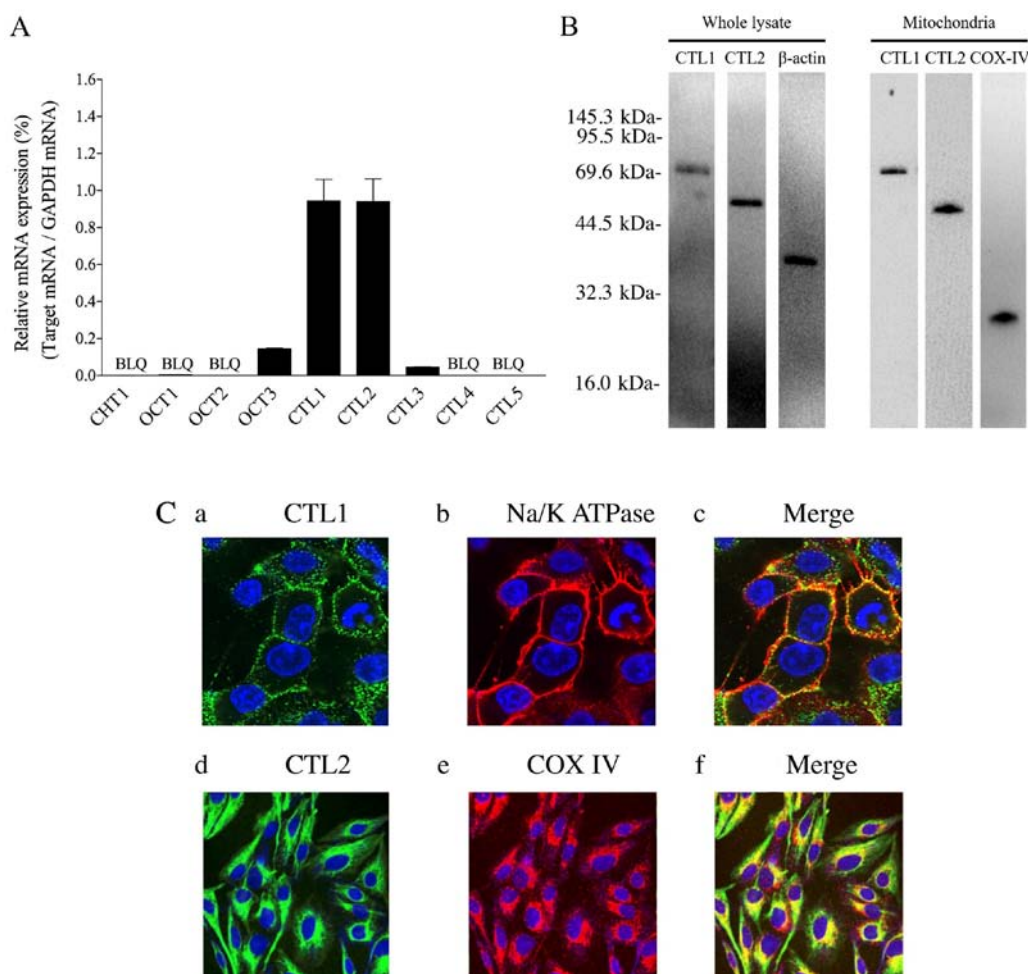 A
Relative mRNA expression (%)
(Target mRNA / GAPDH mRNA)
1.6
1.4
1.2
1.0
0.8
0.6
0.4
0.2
0.0
BLQ BLQ BLQ BLQ BLQ
CHT1 OCT1 OCT2 OCT3 CTL1 CTL2 CTL3 CTL4 CTL5
B
Whole lysate Mitochondria
CTL1 CTL2 β-actin CTL1 CTL2 COX-IV
145.3 kDa-
95.5 kDa-
69.6 kDa-
44.5 kDa-
32.3 kDa-
16.0 kDa-
C a CTL1 b Na/K ATPase c Merge
d CTL2 e COX IV f Merge